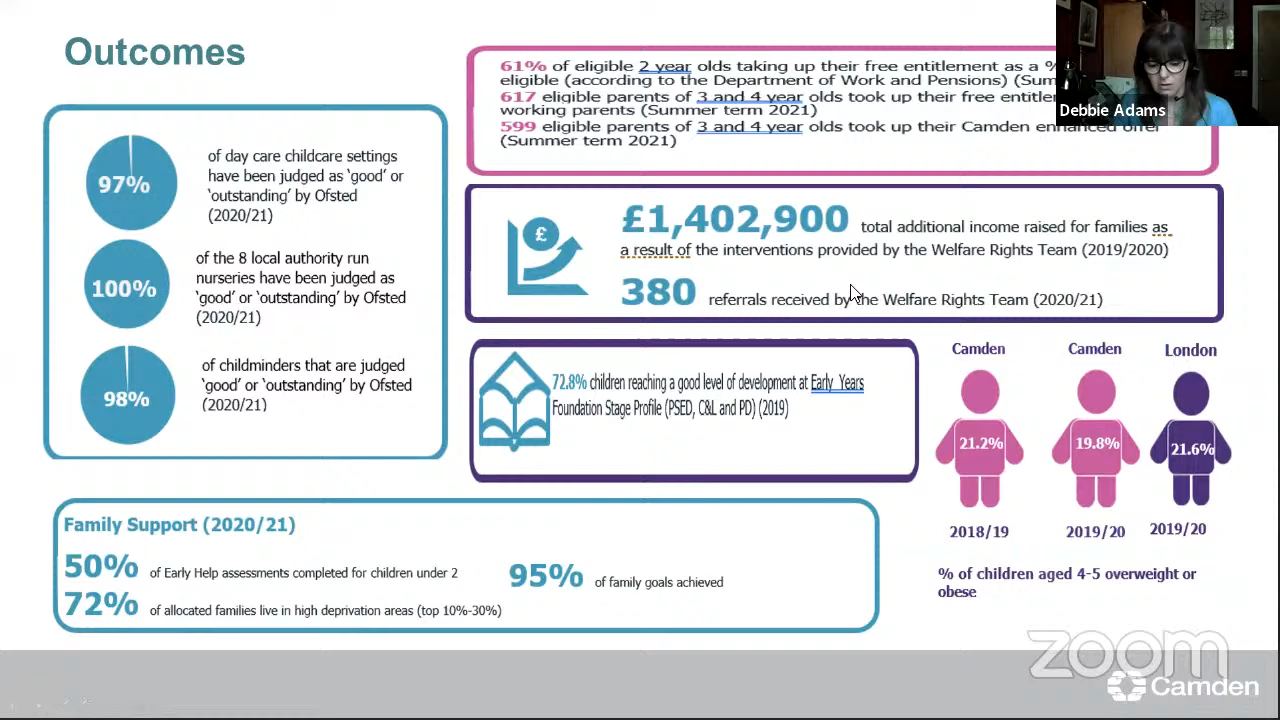 Outcomes
97%
of day care childcare settings
have been judged as ‘good’ or
‘outstanding’ by Ofsted
(2020/21)
100%
of the 8 local authority run
nurseries have been judged as
‘good’ or ‘outstanding’ by Ofsted
(2020/21)
98%
of childminders that are judged
‘good’ or ‘outstanding’ by Ofsted
(2020/21)
61% of eligible 2 year olds taking up their free entitlement as a %
eligible (according to the Department of Work and Pensions) (Sum
617 eligible parents of 3 and 4 year olds took up their free entitle
working parents (Summer term 2021)
599 eligible parents of 3 and 4 year olds took up their Camden enhanced offer
(Summer term 2021)
Debbie Adams
£
£1,402,900 total additional income raised for families as
a result of the interventions provided by the Welfare Rights Team (2019/2020)
380 referrals received by the Welfare Rights Team (2020/21)
72.8% children reaching a good level of development at Early Years
Foundation Stage Profile (PSED, C&L and PD) (2019)
Camden Camden London
21.2% 19.8% 21.6%
2018/19 2019/20 2019/20
% of children aged 4-5 overweight or
obese
Family Support (2020/21)
50% of Early Help assessments completed for children under 2
95% of family goals achieved
72% of allocated families live in high deprivation areas (top 10%-30%)
zoom
Camden